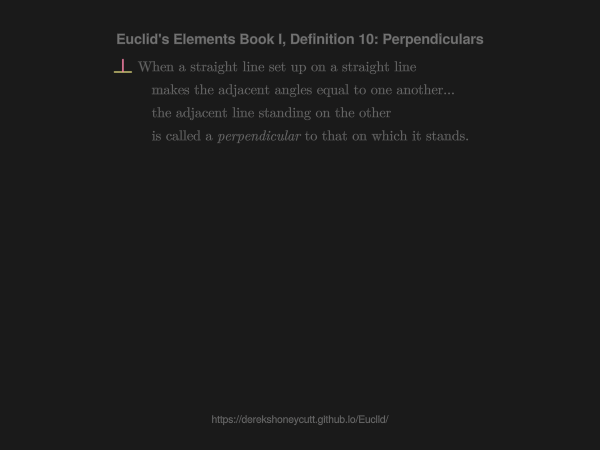 Euclid's Elements Book I, Definition 10: Perpendiculars
When a straight line set up on a straight line
makes the adjacent angles equal to one another...
the adjacent line standing on the other
is called a perpendicular to that on which it stands.
https://derekshoneycutt.github.io/Euclid/